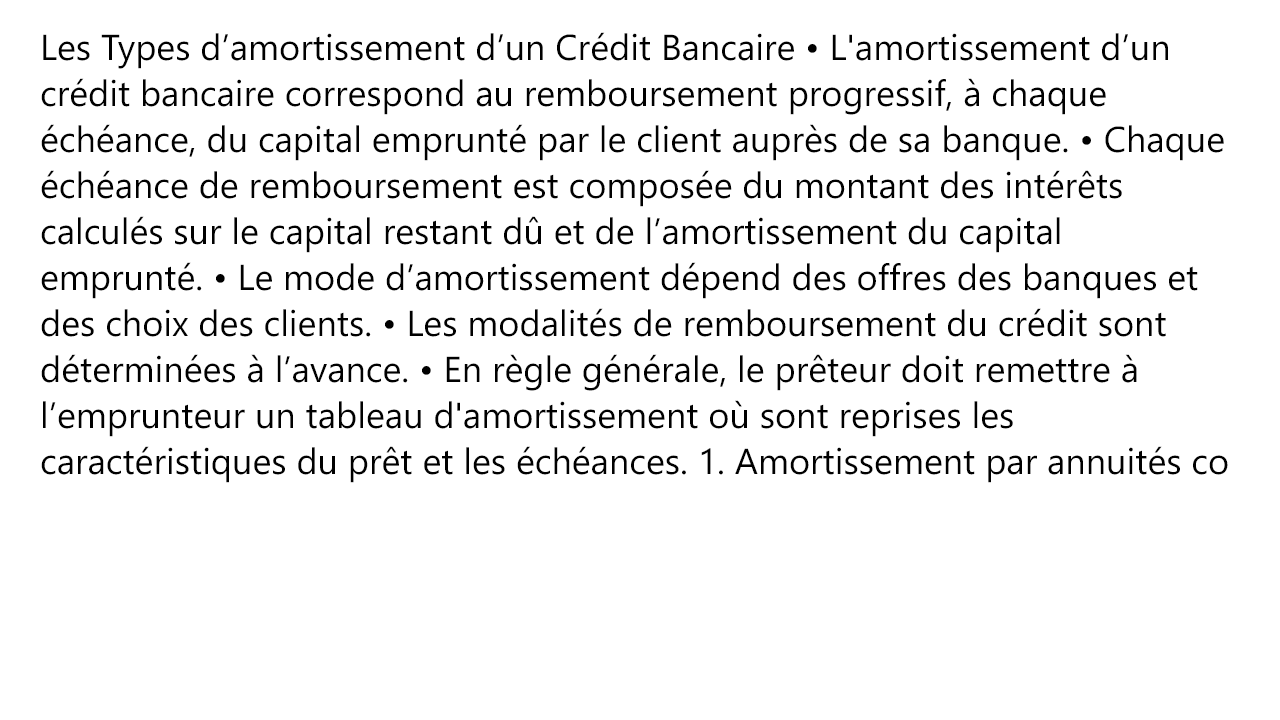 Les Types d’amortissement d’un Crédit Bancaire • L'amortissement d’un
crédit bancaire correspond au remboursement progressif, à chaque
échéance, du capital emprunté par le client auprès de sa banque. • Chaque
échéance de remboursement est composée du montant des intérêts
calculés sur le capital restant dû et de l’amortissement du capital
emprunté. • Le mode d’amortissement dépend des offres des banques et
des choix des clients. • Les modalités de remboursement du crédit sont
déterminées à l’avance. • En règle générale, le prêteur doit remettre à
l’emprunteur un tableau d'amortissement où sont reprises les
caractéristiques du prêt et les échéances. 1. Amortissement par annuités co